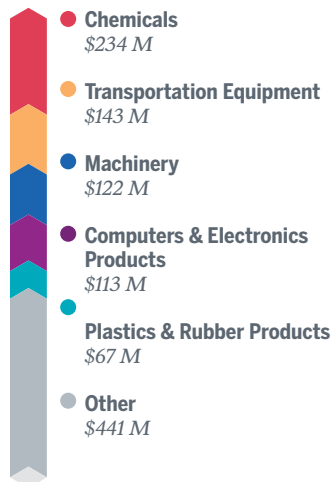 Chemicals
$234 M
Transportation Equipment
$143 M
Machinery
$122 M
Computers & Electronics
Products
$113 M
Plastics & Rubber Products
$67 M
Other
$441 M